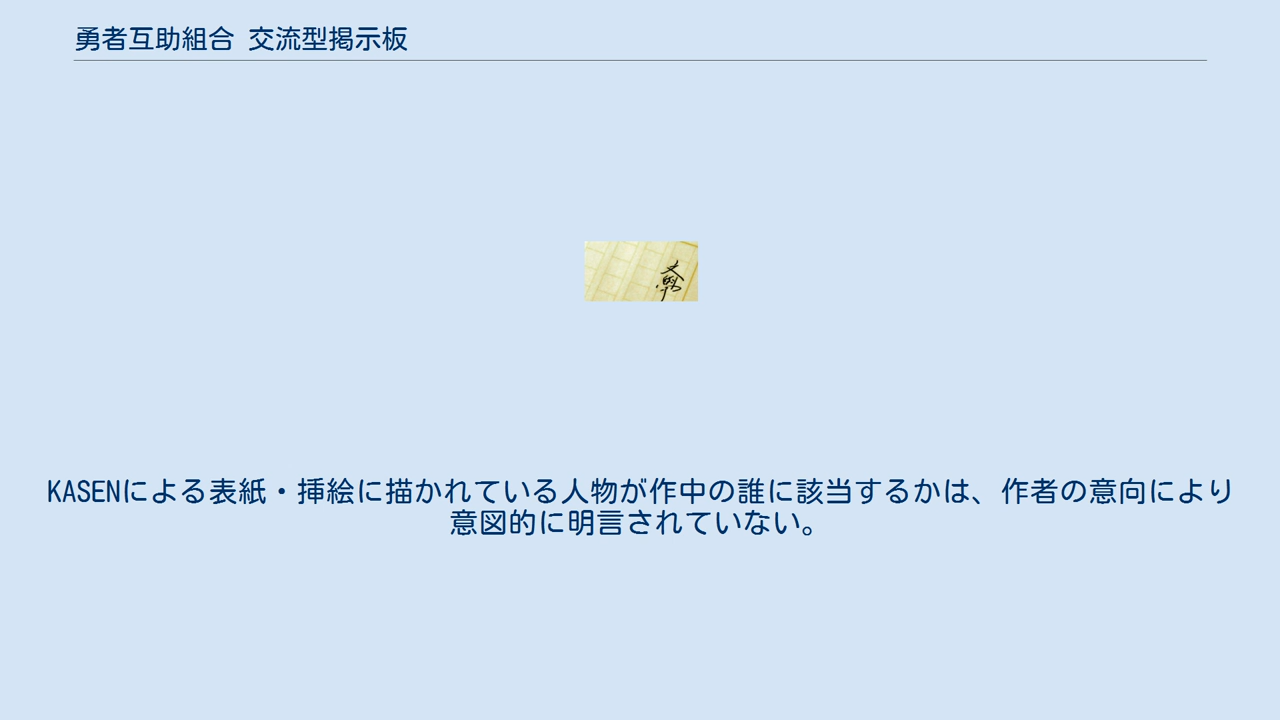 勇者互助組合 交流型掲示板
KASENによる表紙・挿絵に描かれている人物が作中の誰に該当するかは、作者の意向により
意図的に明言されていない。